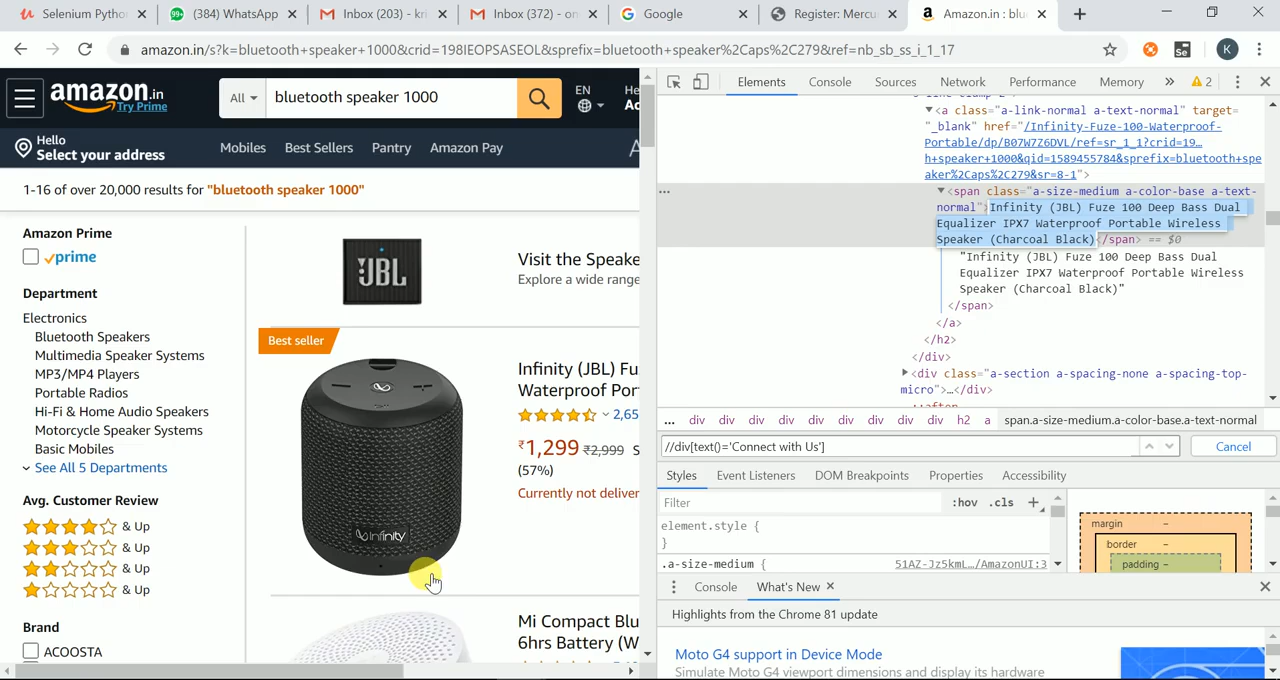 Selenium Pytho
(384) WhatsApp
Inbox (203) - kri
Inbox (372) - om
Google
Register: Mercu
Amazon.in : blu
amazon.in/s?k=bluetooth+speaker+1000&crid=198IEOPSASEOL&sprefix=bluetooth+speaker+%2Caps%2C279&ref=nb_sb_ss_i_1_17
K
amazon.in
Try Prime
All
bluetooth speaker 1000
EN
He
Ac
Hello
Select your address
Mobiles
Best Sellers
Pantry
Amazon Pay
A
1-16 of over 20,000 results for "bluetooth speaker 1000"
Amazon Prime
prime
Department
Electronics
Bluetooth Speakers
Multimedia Speaker Systems
MP3/MP4 Players
Portable Radios
Hi-Fi & Home Audio Speakers
Motorcycle Speaker Systems
Basic Mobiles
See All 5 Departments
Avg. Customer Review
& Up
& Up
& Up
& Up
Brand
ACOOSTA
JBL
Visit the Speake
Explore a wide range
Best seller
Infinity
Infinity (JBL) Fu
Waterproof Por
2,65
₹1,299 ₹2,999 S
(57%)
Currently not deliver
Mi Compact Blu
6hrs Battery (W
Elements
Console
Sources
Network
Performance
Memory
2
<a class="a-link-normal a-text-normal" target=
"_blank" href="/Infinity-Fuze-100-Waterproof-
Portable/dp/B07W7Z6DVL/ref=sr_1_1?crid=19…
h+speaker+1000&qid=1589455784&sprefix=bluetooth+spe
aker%2Caps%2C279&sr=8-1">
<span class="a-size-medium a-color-base a-text-
normal">Infinity (JBL) Fuze 100 Deep Bass Dual
Equalizer IPX7 Waterproof Portable Wireless
Speaker (Charcoal Black)</span> == $0
"Infinity (JBL) Fuze 100 Deep Bass Dual
Equalizer IPX7 Waterproof Portable Wireless
Speaker (Charcoal Black)"
</span>
</a>
</h2>
</div>
<div class="a-section a-spacing-none a-spacing-top-
micro">…</div>
::after
... div div div div div div div div div h2 a span.a-size-medium.a-color-base.a-text-normal
//div[text()='Connect with Us']
Cancel
Styles
Event Listeners
DOM Breakpoints
Properties
Accessibility
Filter
:hov .cls +
element.style {
}
.a-size-medium {
51AZ-Jz5kmL…/AmazonUI:3
margin –
border –
padding –
Console
What's New
Highlights from the Chrome 81 update
Moto G4 support in Device Mode
Simulate Moto G4 viewport dimensions and display its hardware